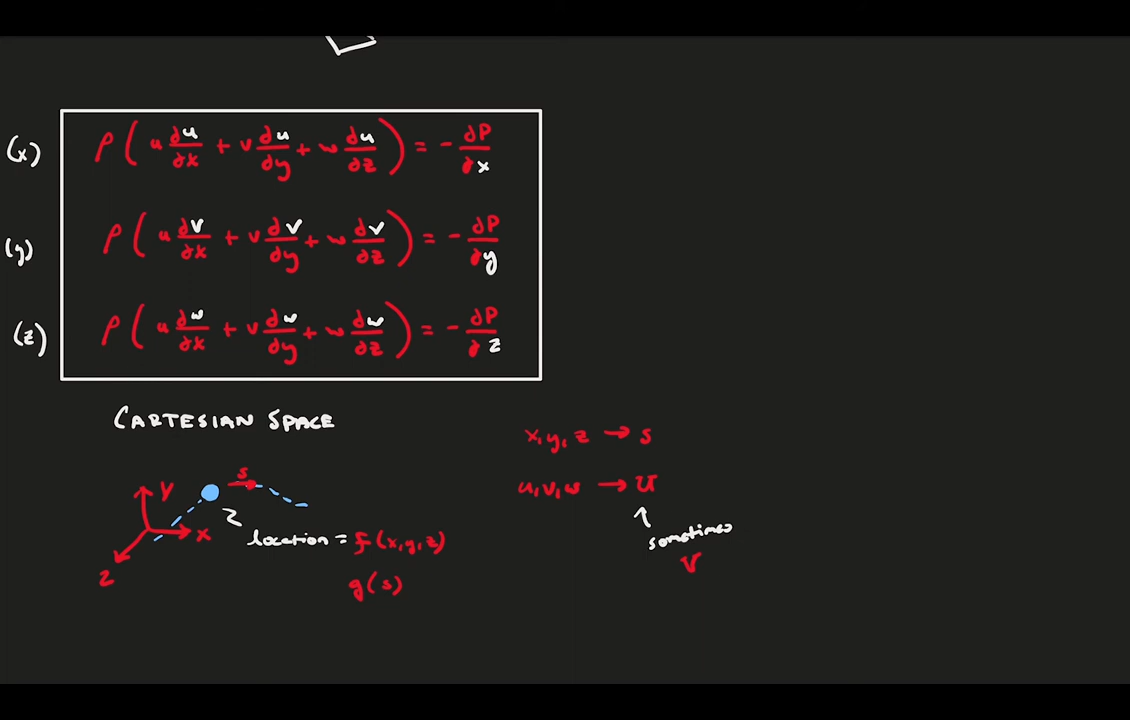 (x) ρ ( u ∂u/∂x + v ∂u/∂y + w ∂u/∂z ) = - ∂P/∂x
(y) ρ ( u ∂v/∂x + v ∂v/∂y + w ∂v/∂z ) = - ∂P/∂y
(z) ρ ( u ∂w/∂x + v ∂w/∂y + w ∂w/∂z ) = - ∂P/∂z
CARTESIAN SPACE
x, y, z → s
u, v, w → U
↑
sometimes
V
y
s
x
z
location = f(x, y, z)
g(s)